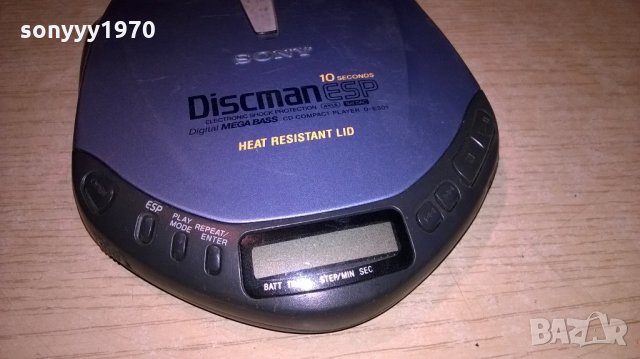 sonyyy1970
SONY
10 SECONDS
Discman ESP
ELECTRONIC SHOCK PROTECTION
Digital MEGA BASS CD COMPACT PLAYER D-E301
HEAT RESISTANT LID
ESP
PLAY MODE
REPEAT/ENTER
BATT STEP/MIN SEC
BAZAR